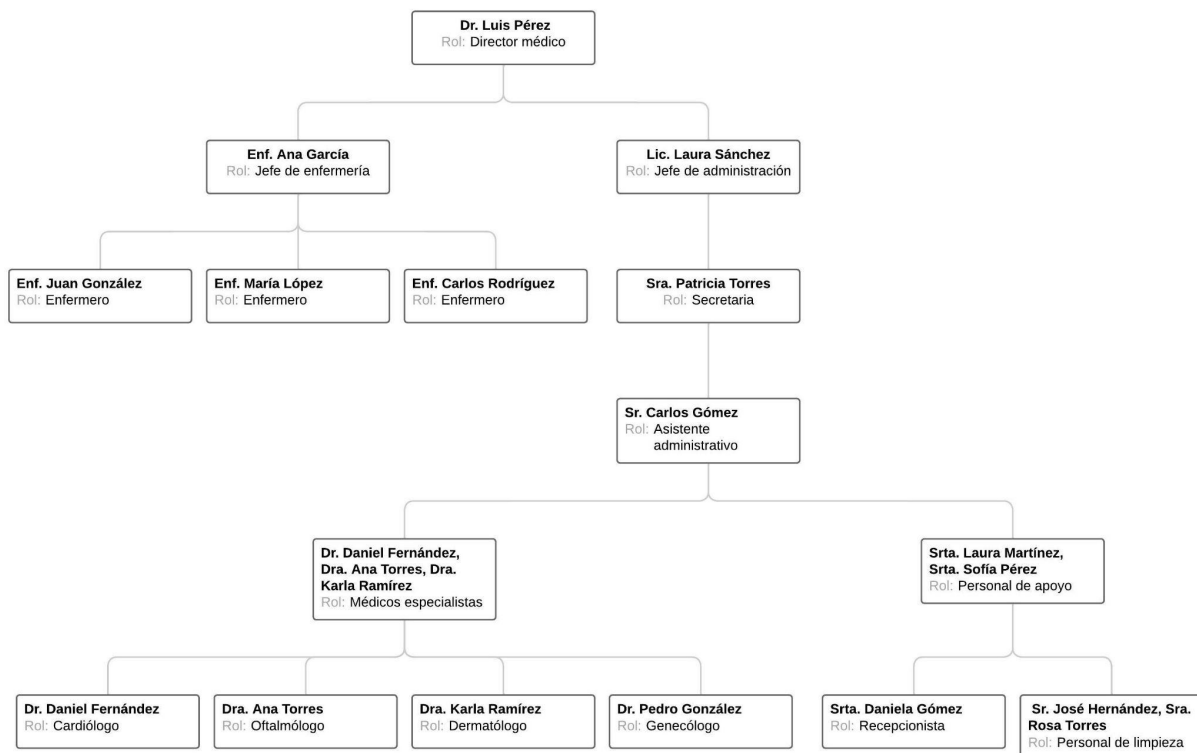 Dr. Luis Pérez
Rol: Director médico
Enf. Ana García
Rol: Jefe de enfermería
Lic. Laura Sánchez
Rol: Jefe de administración
Enf. Juan González
Rol: Enfermero
Enf. María López
Rol: Enfermero
Enf. Carlos Rodríguez
Rol: Enfermero
Sra. Patricia Torres
Rol: Secretaria
Sr. Carlos Gómez
Rol: Asistente
administrativo
Dr. Daniel Fernández,
Dra. Ana Torres, Dra.
Karla Ramírez
Rol: Médicos especialistas
Srta. Laura Martínez,
Srta. Sofía Pérez
Rol: Personal de apoyo
Dr. Daniel Fernández
Rol: Cardiólogo
Dra. Ana Torres
Rol: Oftalmólogo
Dra. Karla Ramírez
Rol: Dermatólogo
Dr. Pedro González
Rol: Genecólogo
Srta. Daniela Gómez
Rol: Recepcionista
Sr. José Hernández, Sra.
Rosa Torres
Rol: Personal de limpieza